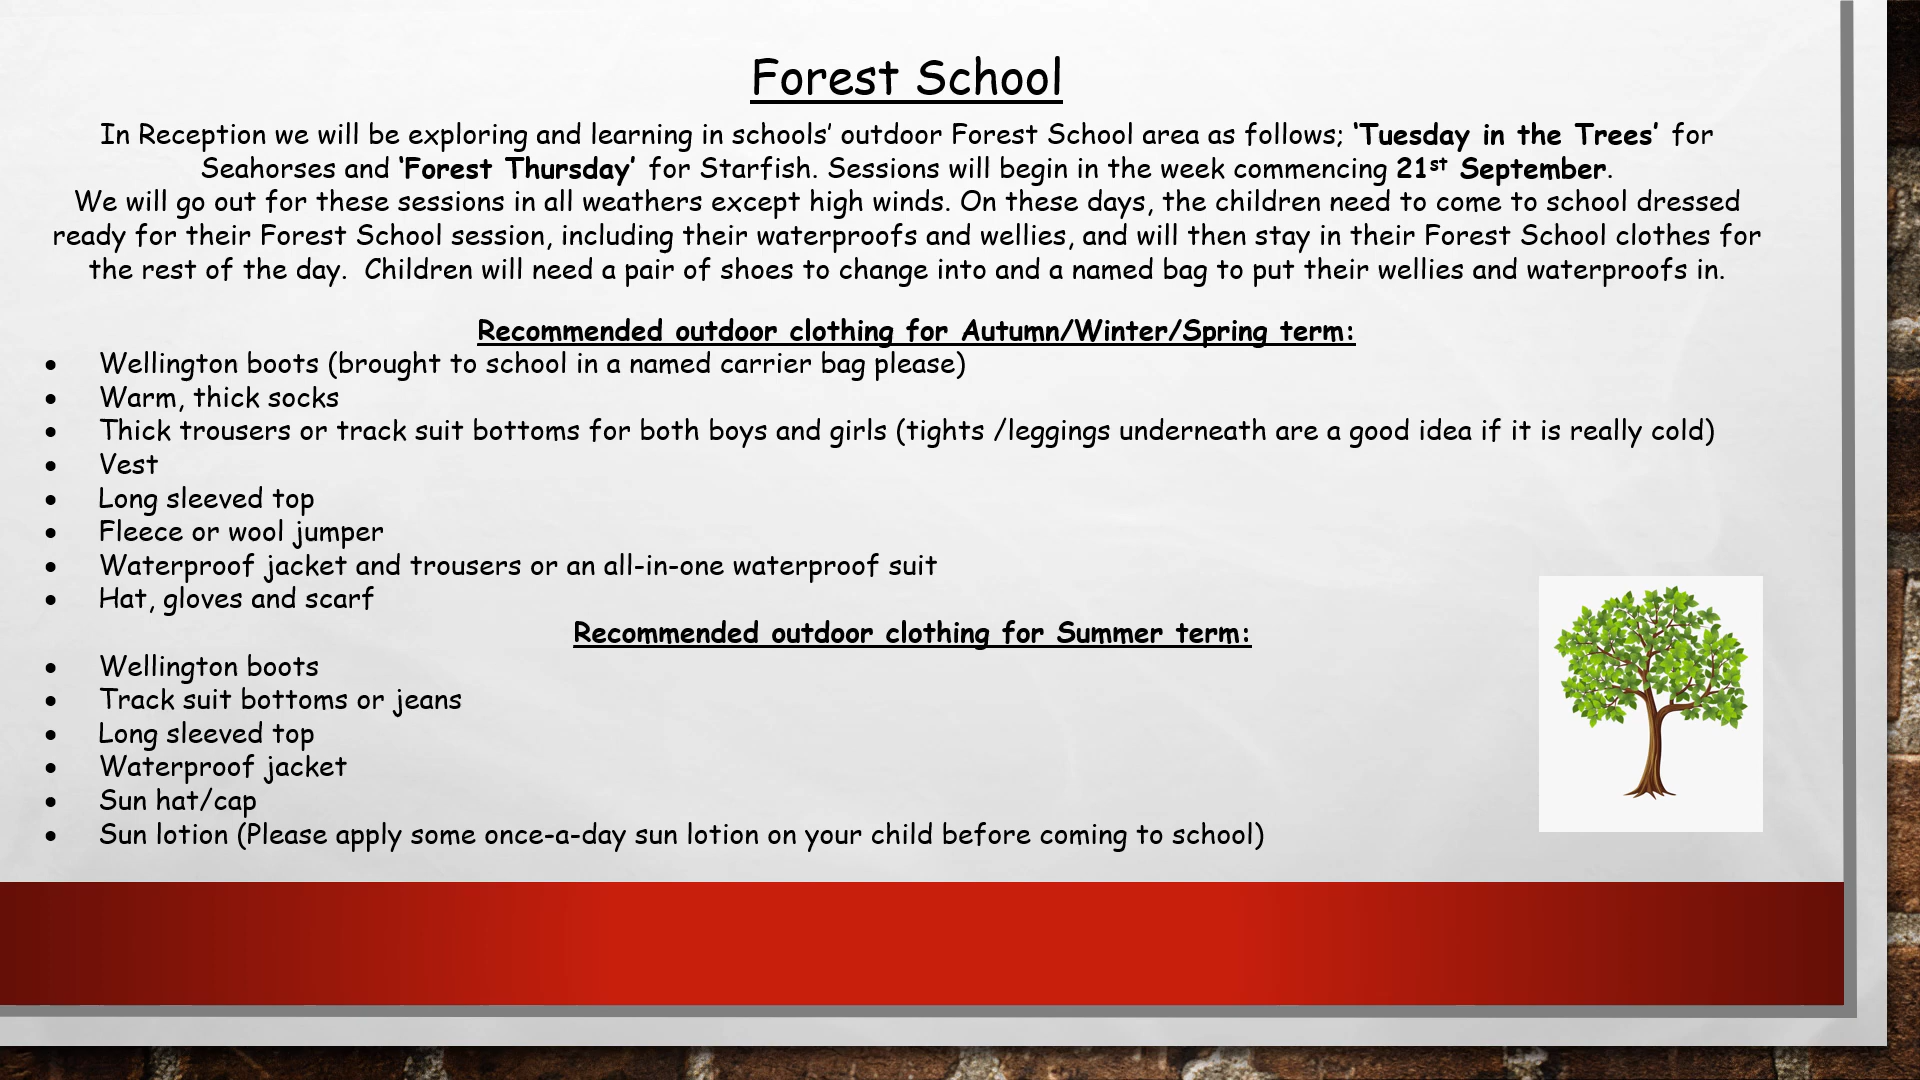 Forest School
In Reception we will be exploring and learning in schools’ outdoor Forest School area as follows; ‘Tuesday in the Trees’ for
Seahorses and ‘Forest Thursday’ for Starfish. Sessions will begin in the week commencing 21st September.
We will go out for these sessions in all weathers except high winds. On these days, the children need to come to school dressed
ready for their Forest School session, including their waterproofs and wellies, and will then stay in their Forest School clothes for
the rest of the day.  Children will need a pair of shoes to change into and a named bag to put their wellies and waterproofs in.
Recommended outdoor clothing for Autumn/Winter/Spring term:
• Wellington boots (brought to school in a named carrier bag please)
• Warm, thick socks
• Thick trousers or track suit bottoms for both boys and girls (tights /leggings underneath are a good idea if it is really cold)
• Vest
• Long sleeved top
• Fleece or wool jumper
• Waterproof jacket and trousers or an all-in-one waterproof suit
• Hat, gloves and scarf
Recommended outdoor clothing for Summer term:
• Wellington boots
• Track suit bottoms or jeans
• Long sleeved top
• Waterproof jacket
• Sun hat/cap
• Sun lotion (Please apply some once-a-day sun lotion on your child before coming to school)